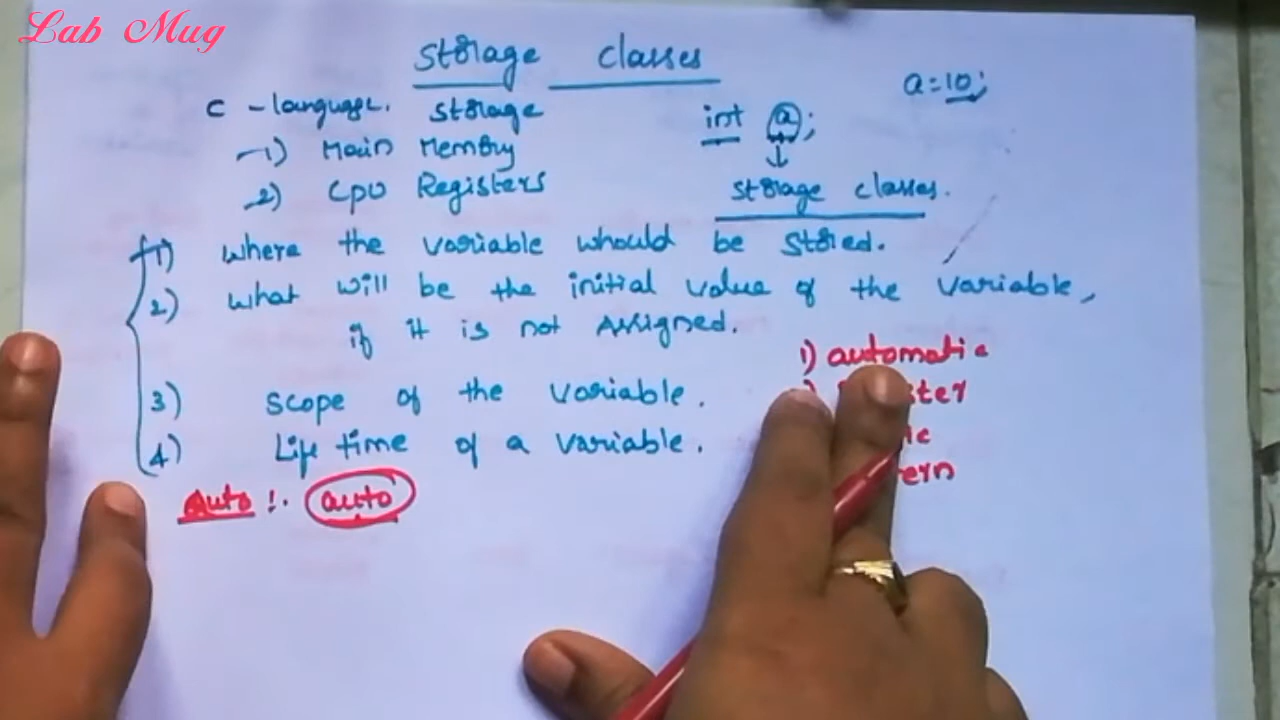 Lab Mug
Storage Classes
a=10;
C - language. Storage
int a;
1) Main Memory
2) CPU Registers
Storage classes.
1) where the variable whould be stored.
2) what will be the initial value of the variable,
if it is not Assigned.
1) automatic
3) Scope of the variable.
4) Life time of a variable.
Auto :- auto